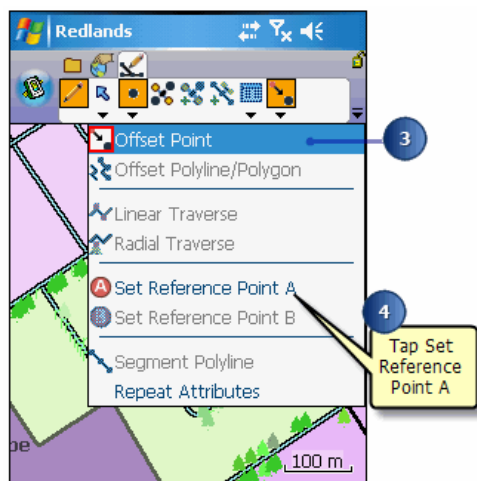 Redlands
Offset Point
3
Offset Polyline/Polygon
Linear Traverse
Radial Traverse
A Set Reference Point A
B Set Reference Point B
4
Tap Set
Reference
Point A
Segment Polyline
Repeat Attributes
100 m